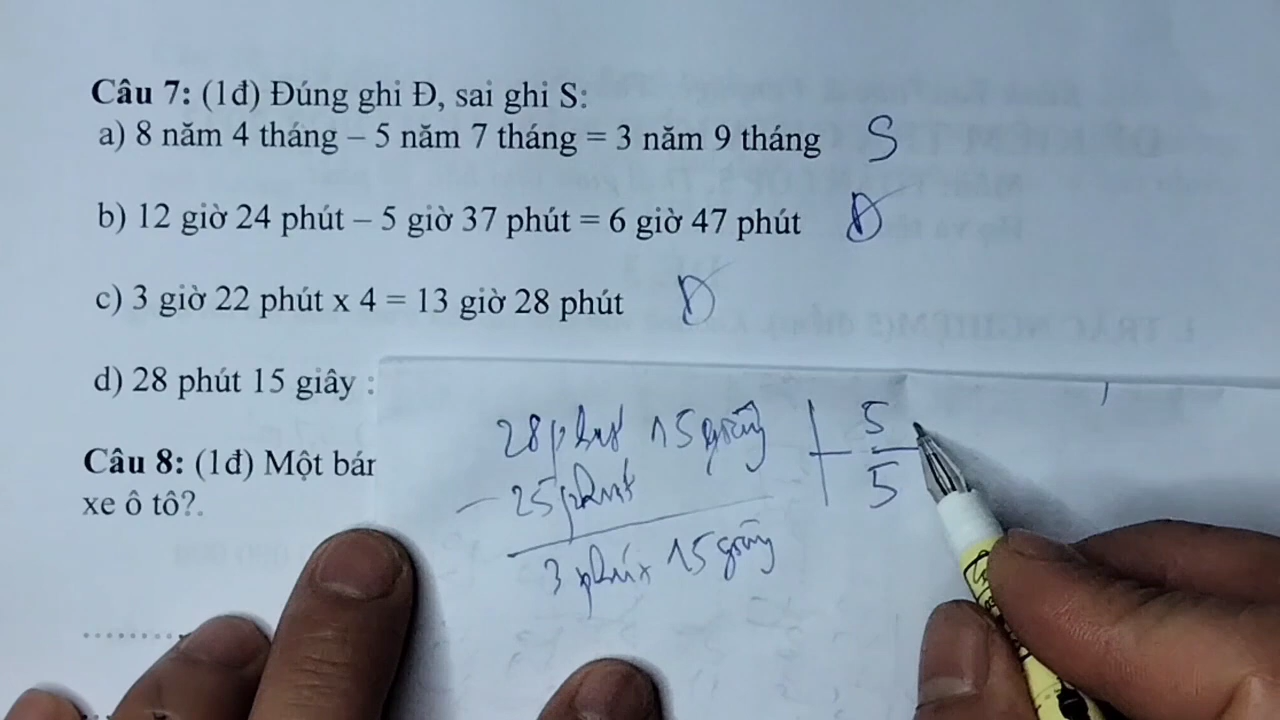 Câu 7: (1đ) Đúng ghi Đ, sai ghi S:
a) 8 năm 4 tháng – 5 năm 7 tháng = 3 năm 9 tháng S
b) 12 giờ 24 phút – 5 giờ 37 phút = 6 giờ 47 phút Đ
c) 3 giờ 22 phút x 4 = 13 giờ 28 phút Đ
d) 28 phút 15 giây :
28 phút 15 giây 5
- 25 phút 5
3 phút 15 giây
Câu 8: (1đ) Một bán
xe ô tô?.